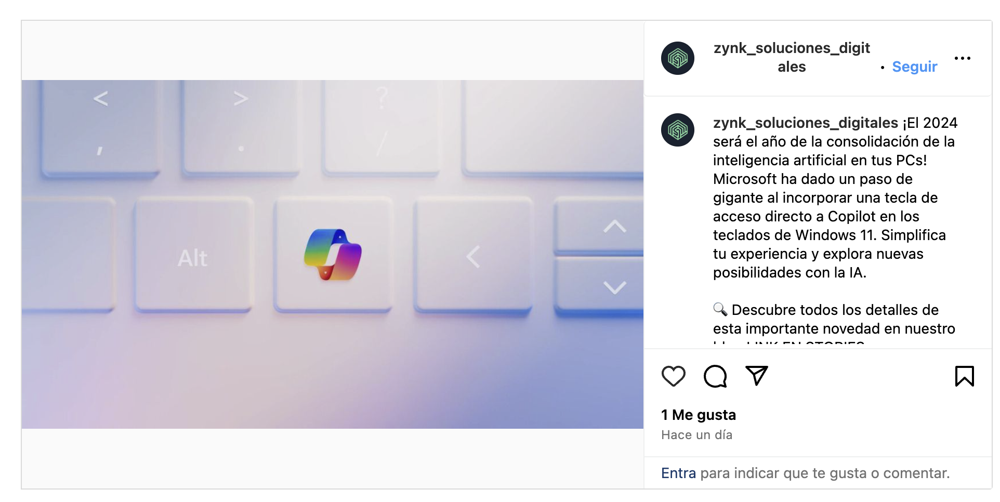 < > ?
, . /
Alt
zynk_soluciones_digit
ales
• Seguir
zynk_soluciones_digitales ¡El 2024
será el año de la consolidación de la
inteligencia artificial en tus PCs!
Microsoft ha dado un paso de
gigante al incorporar una tecla de
acceso directo a Copilot en los
teclados de Windows 11. Simplifica
tu experiencia y explora nuevas
posibilidades con la IA.
🔍 Descubre todos los detalles de
esta importante novedad en nuestro
LINK EN STORIES
1 Me gusta
Hace un día
Entra para indicar que te gusta o comentar.